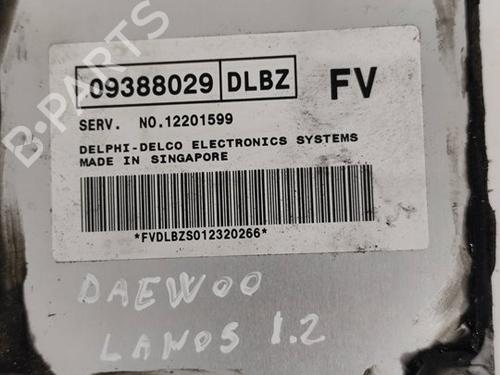 B-PARTS
.09388029 DLBZ FV
SERV. NO.12201599
DELPHI-DELCO ELECTRONICS SYSTEMS
MADE IN SINGAPORE
*FVDLBZS012320266*
DAEWOO
LANOS 1.2